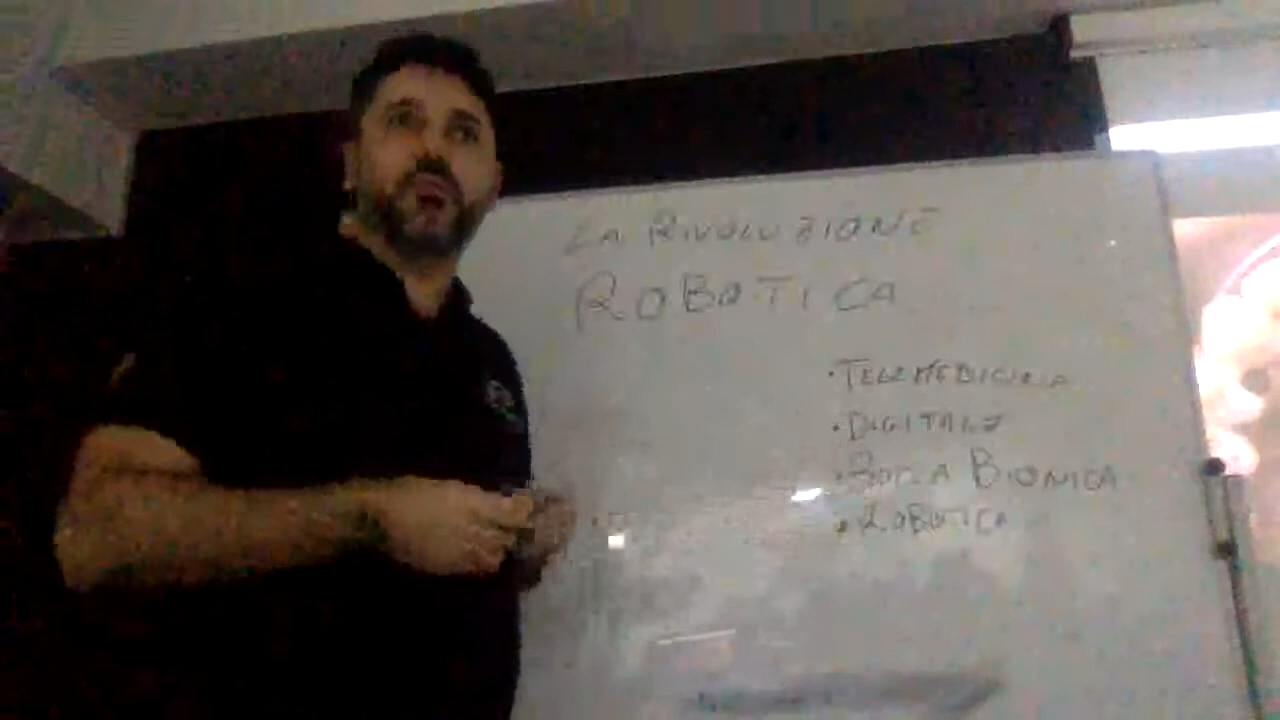 LA RIVOLUZIONE
ROBOTICA
• TELEMEDICINA
• DIGITALE
BIONICA
• ROBOTICA